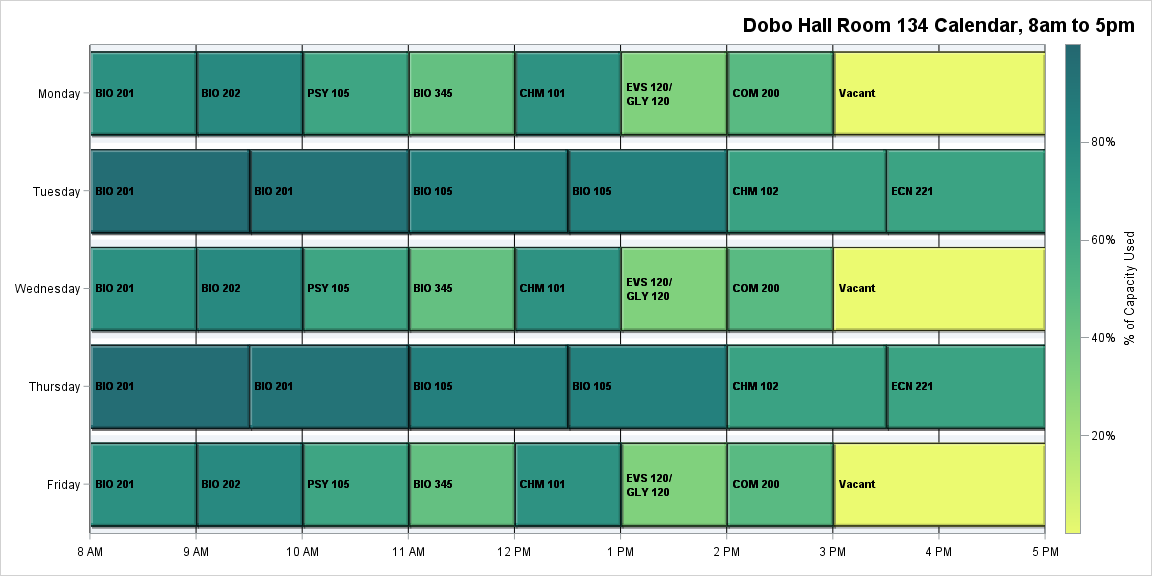 Dobo Hall Room 134 Calendar, 8am to 5pm
Monday
BIO 201
BIO 202
PSY 105
BIO 345
CHM 101
EVS 120/
GLY 120
COM 200
Vacant
Tuesday
BIO 201
BIO 201
BIO 105
BIO 105
CHM 102
ECN 221
Wednesday
BIO 201
BIO 202
PSY 105
BIO 345
CHM 101
EVS 120/
GLY 120
COM 200
Vacant
Thursday
BIO 201
BIO 201
BIO 105
BIO 105
CHM 102
ECN 221
Friday
BIO 201
BIO 202
PSY 105
BIO 345
CHM 101
EVS 120/
GLY 120
COM 200
Vacant
8 AM
9 AM
10 AM
11 AM
12 PM
1 PM
2 PM
3 PM
4 PM
5 PM
80%
60%
40%
20%
% of Capacity Used